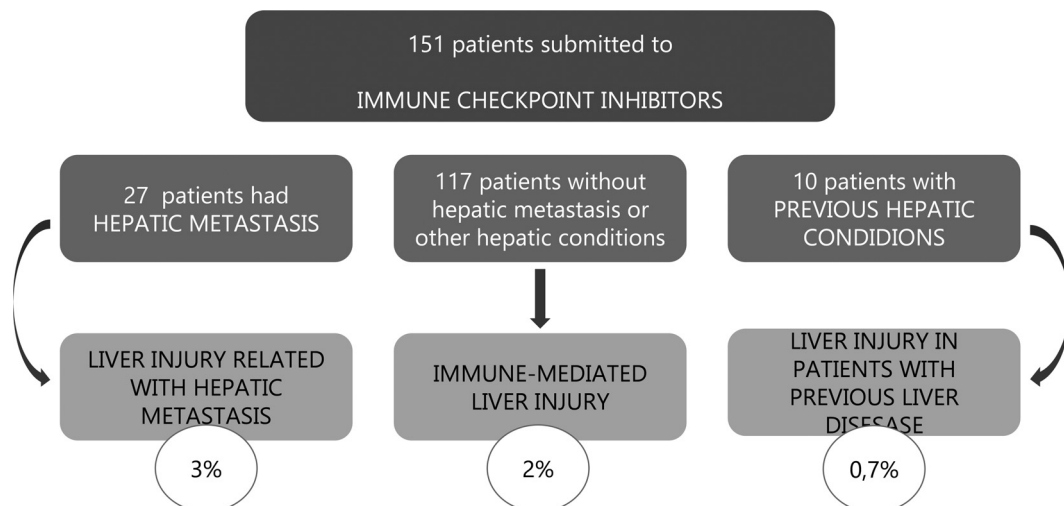 151 patients submitted to
IMMUNE CHECKPOINT INHIBITORS
27 patients had
HEPATIC METASTASIS
117 patients without
hepatic metastasis or
other hepatic conditions
10 patients with
PREVIOUS HEPATIC
CONDIDIONS
LIVER INJURY RELATED
WITH HEPATIC
METASTASIS
3%
IMMUNE-MEDIATED
LIVER INJURY
2%
LIVER INJURY IN
PATIENTS WITH
PREVIOUS LIVER
DISESASE
0,7%